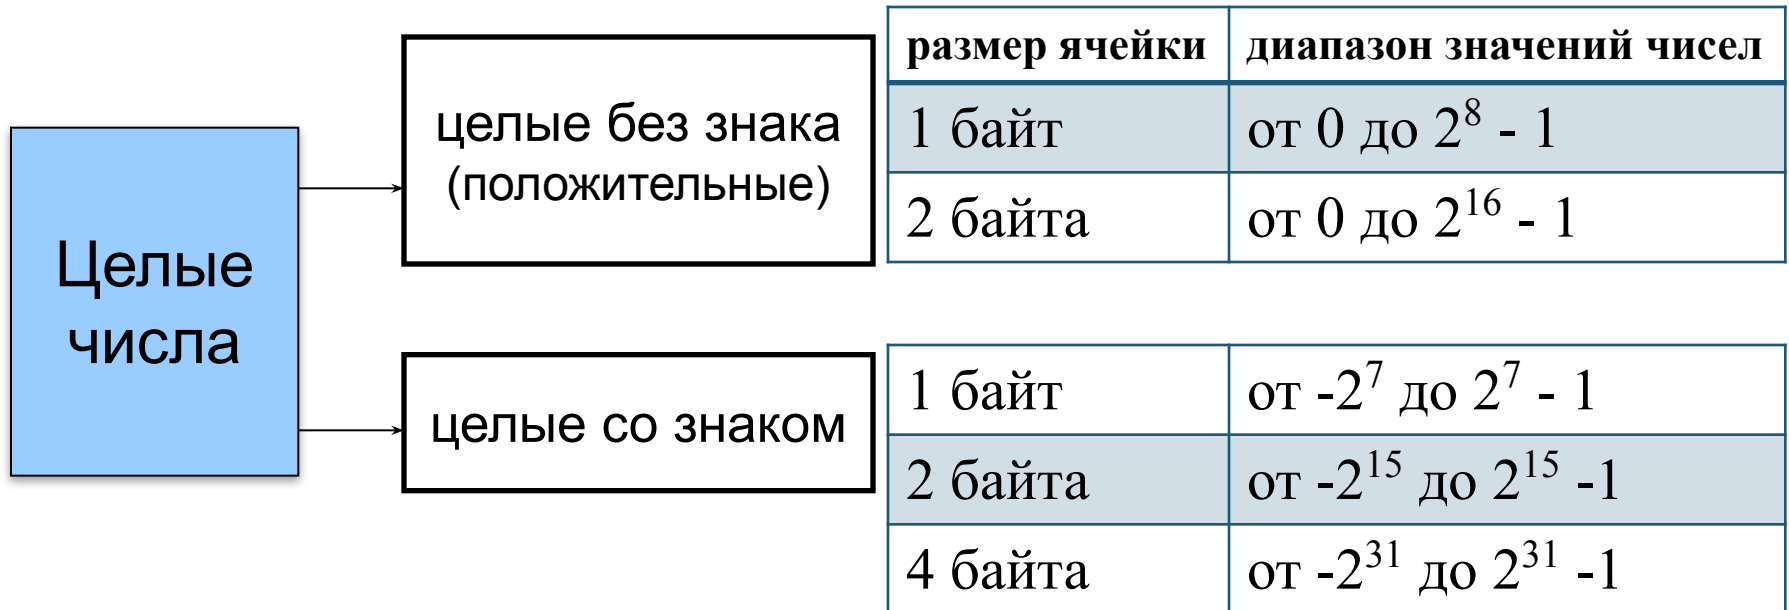 Целые
числа
целые без знака
(положительные)
размер ячейки диапазон значений чисел
1 байт от 0 до 2⁸ - 1
2 байта от 0 до 2¹⁶ - 1
целые со знаком
1 байт от -2⁷ до 2⁷ - 1
2 байта от -2¹⁵ до 2¹⁵ -1
4 байта от -2³¹ до 2³¹ -1